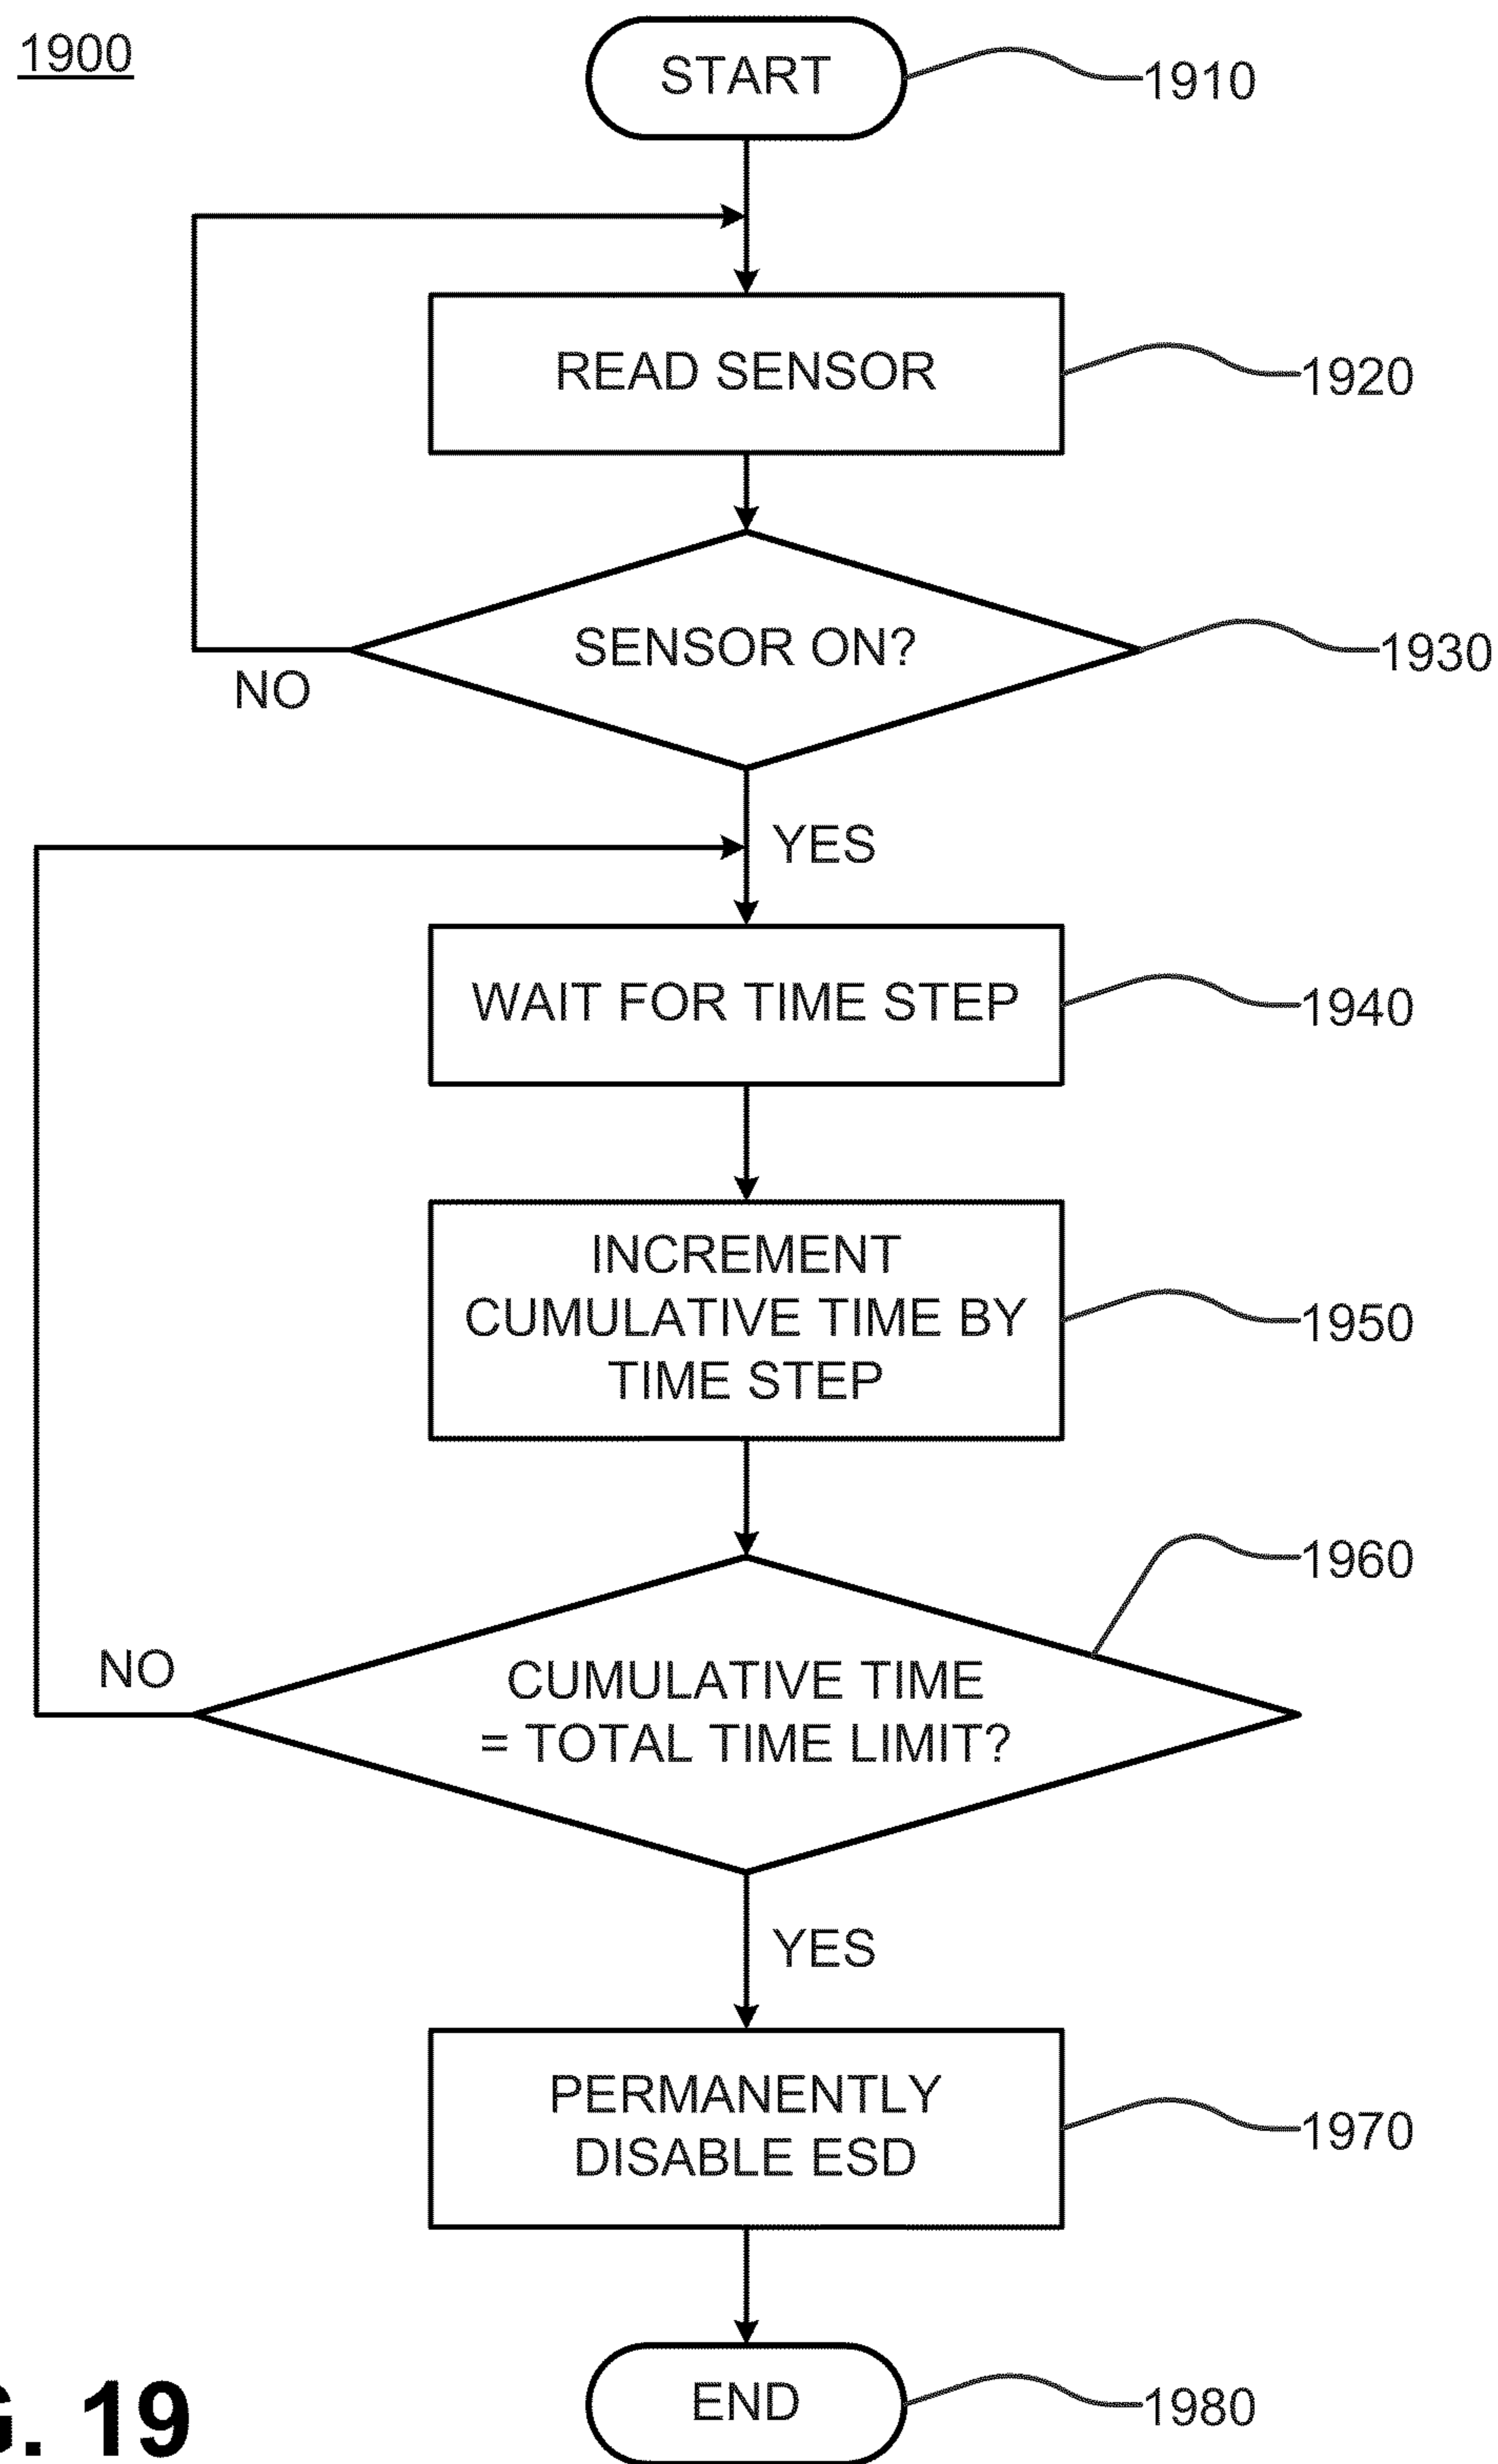 1900
START
1910
READ SENSOR
1920
SENSOR ON?
1930
NO
YES
WAIT FOR TIME STEP
1940
INCREMENT
CUMULATIVE TIME BY
TIME STEP
1950
1960
NO
CUMULATIVE TIME
= TOTAL TIME LIMIT?
YES
PERMANENTLY
DISABLE ESD
1970
END
1980
G. 19